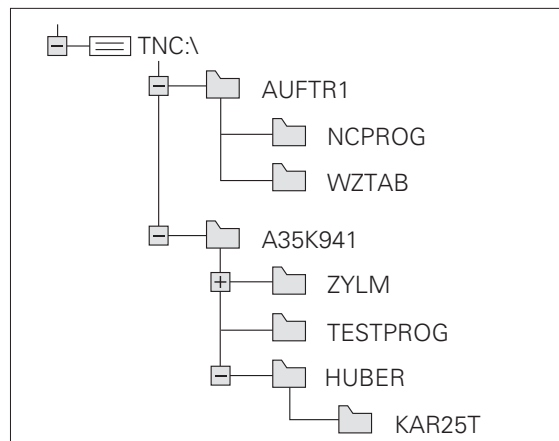 TNC:\
AUFTR1
NCPROG
WZTAB
A35K941
ZYLM
TESTPROG
HUBER
KAR25T